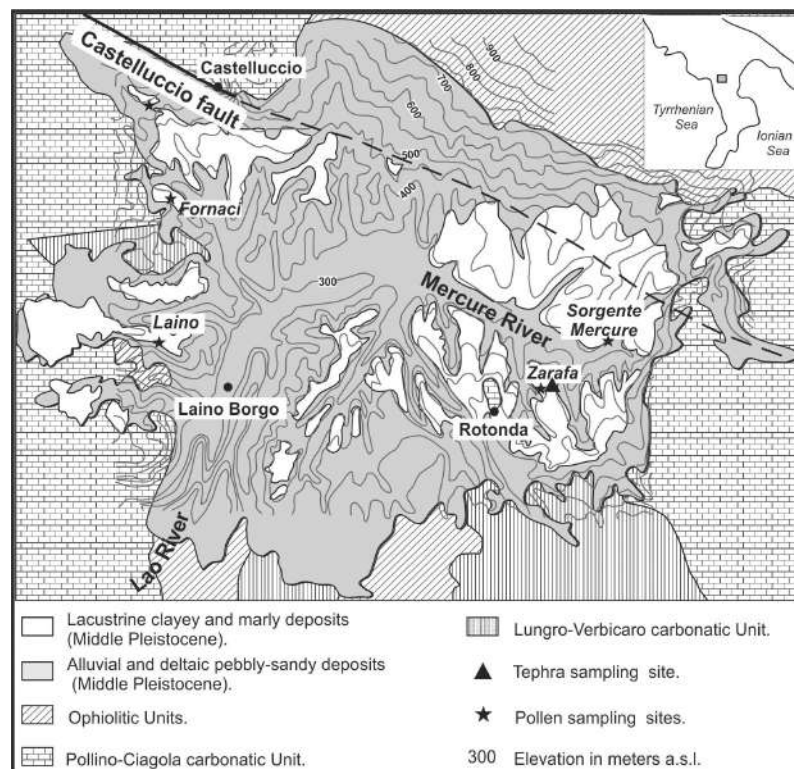 Castelluccio fault
Castelluccio
900
800
700
600
500
400
300
Tyrrhenian
Sea
Ionian
Sea
Fornaci
Mercure River
Laino
Sorgente
Mercure
Zarafa
Laino Borgo
Rotonda
Lao River
Lacustrine clayey and marly deposits
(Middle Pleistocene).
Alluvial and deltaic pebbly-sandy deposits
(Middle Pleistocene).
Ophiolitic Units.
Pollino-Ciagola carbonatic Unit.
Lungro-Verbicaro carbonatic Unit.
Tephra sampling site.
Pollen sampling sites.
300 Elevation in meters a.s.l.